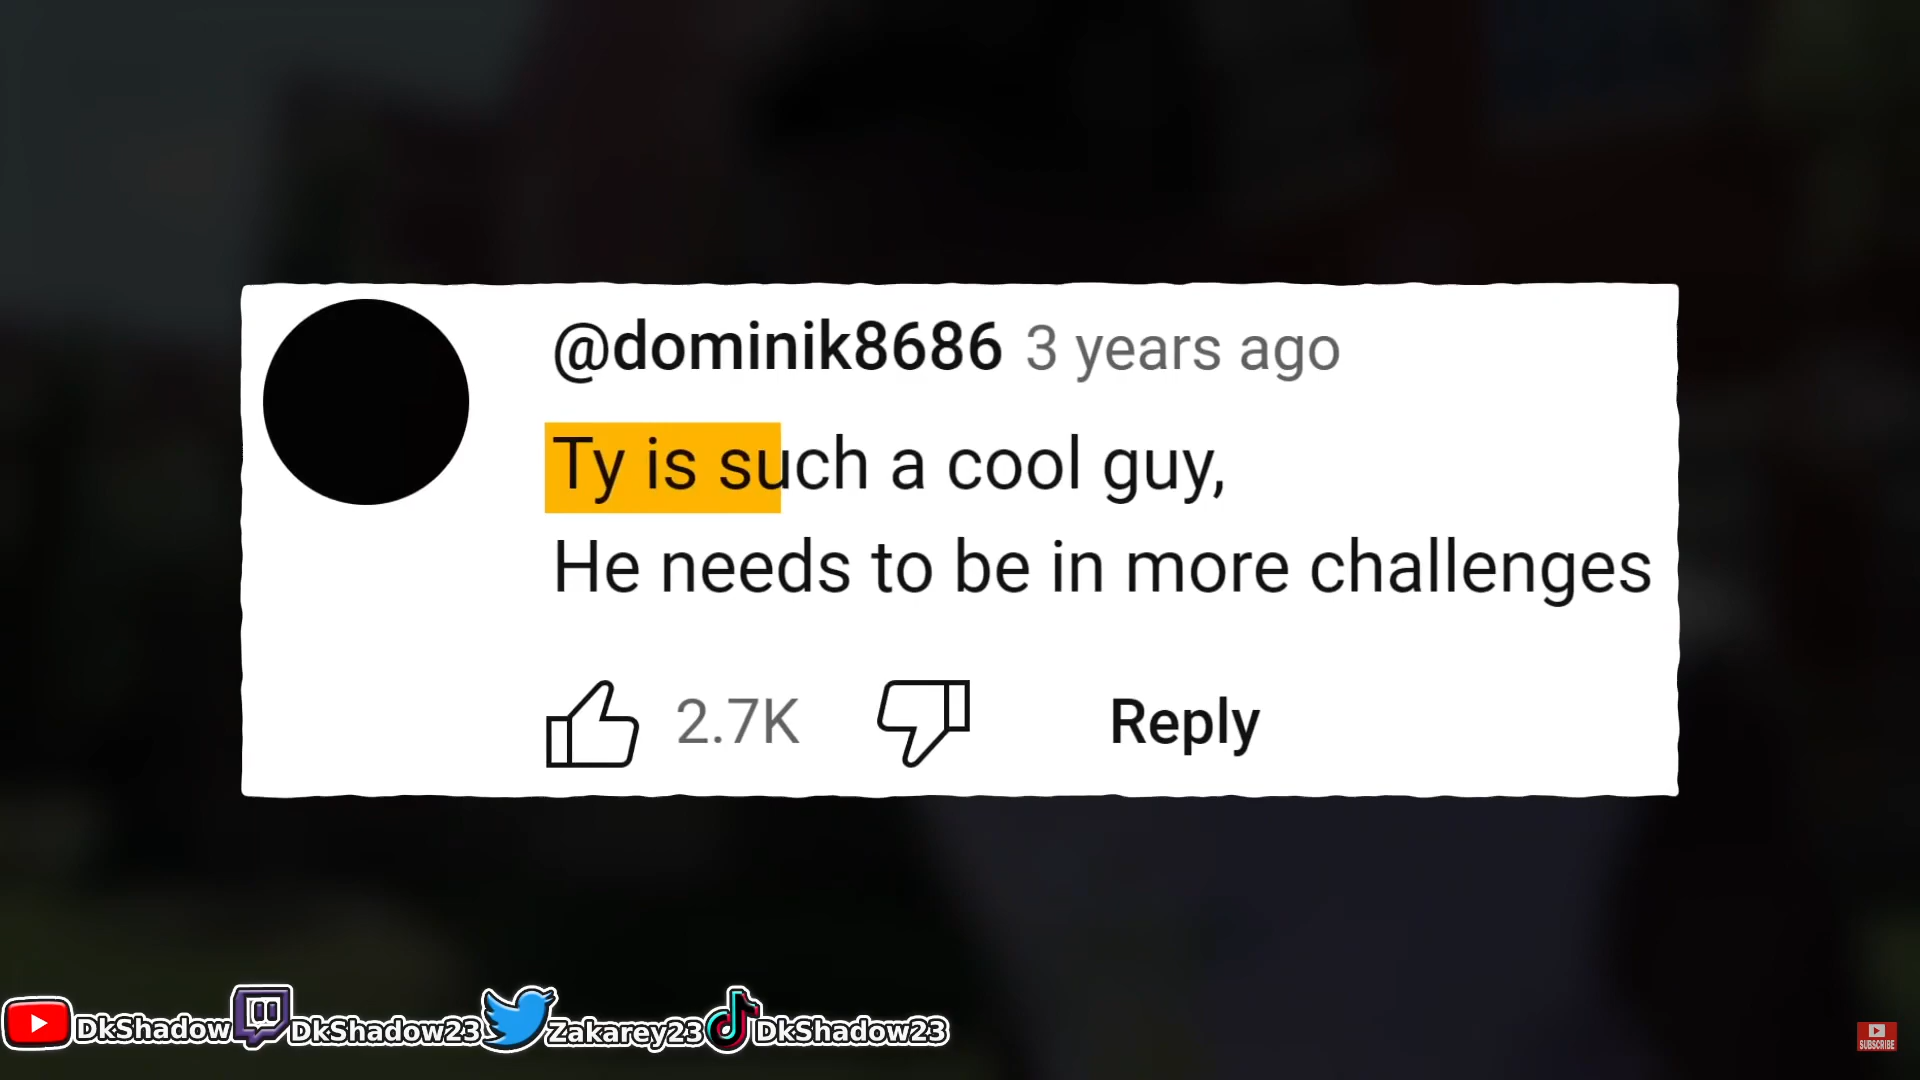 @dominik8686 3 years ago
Ty is such a cool guy,
He needs to be in more challenges
2.7K Reply
DkShadow DkShadow23 Zakarey23 DkShadow23
SUBSCRIBE